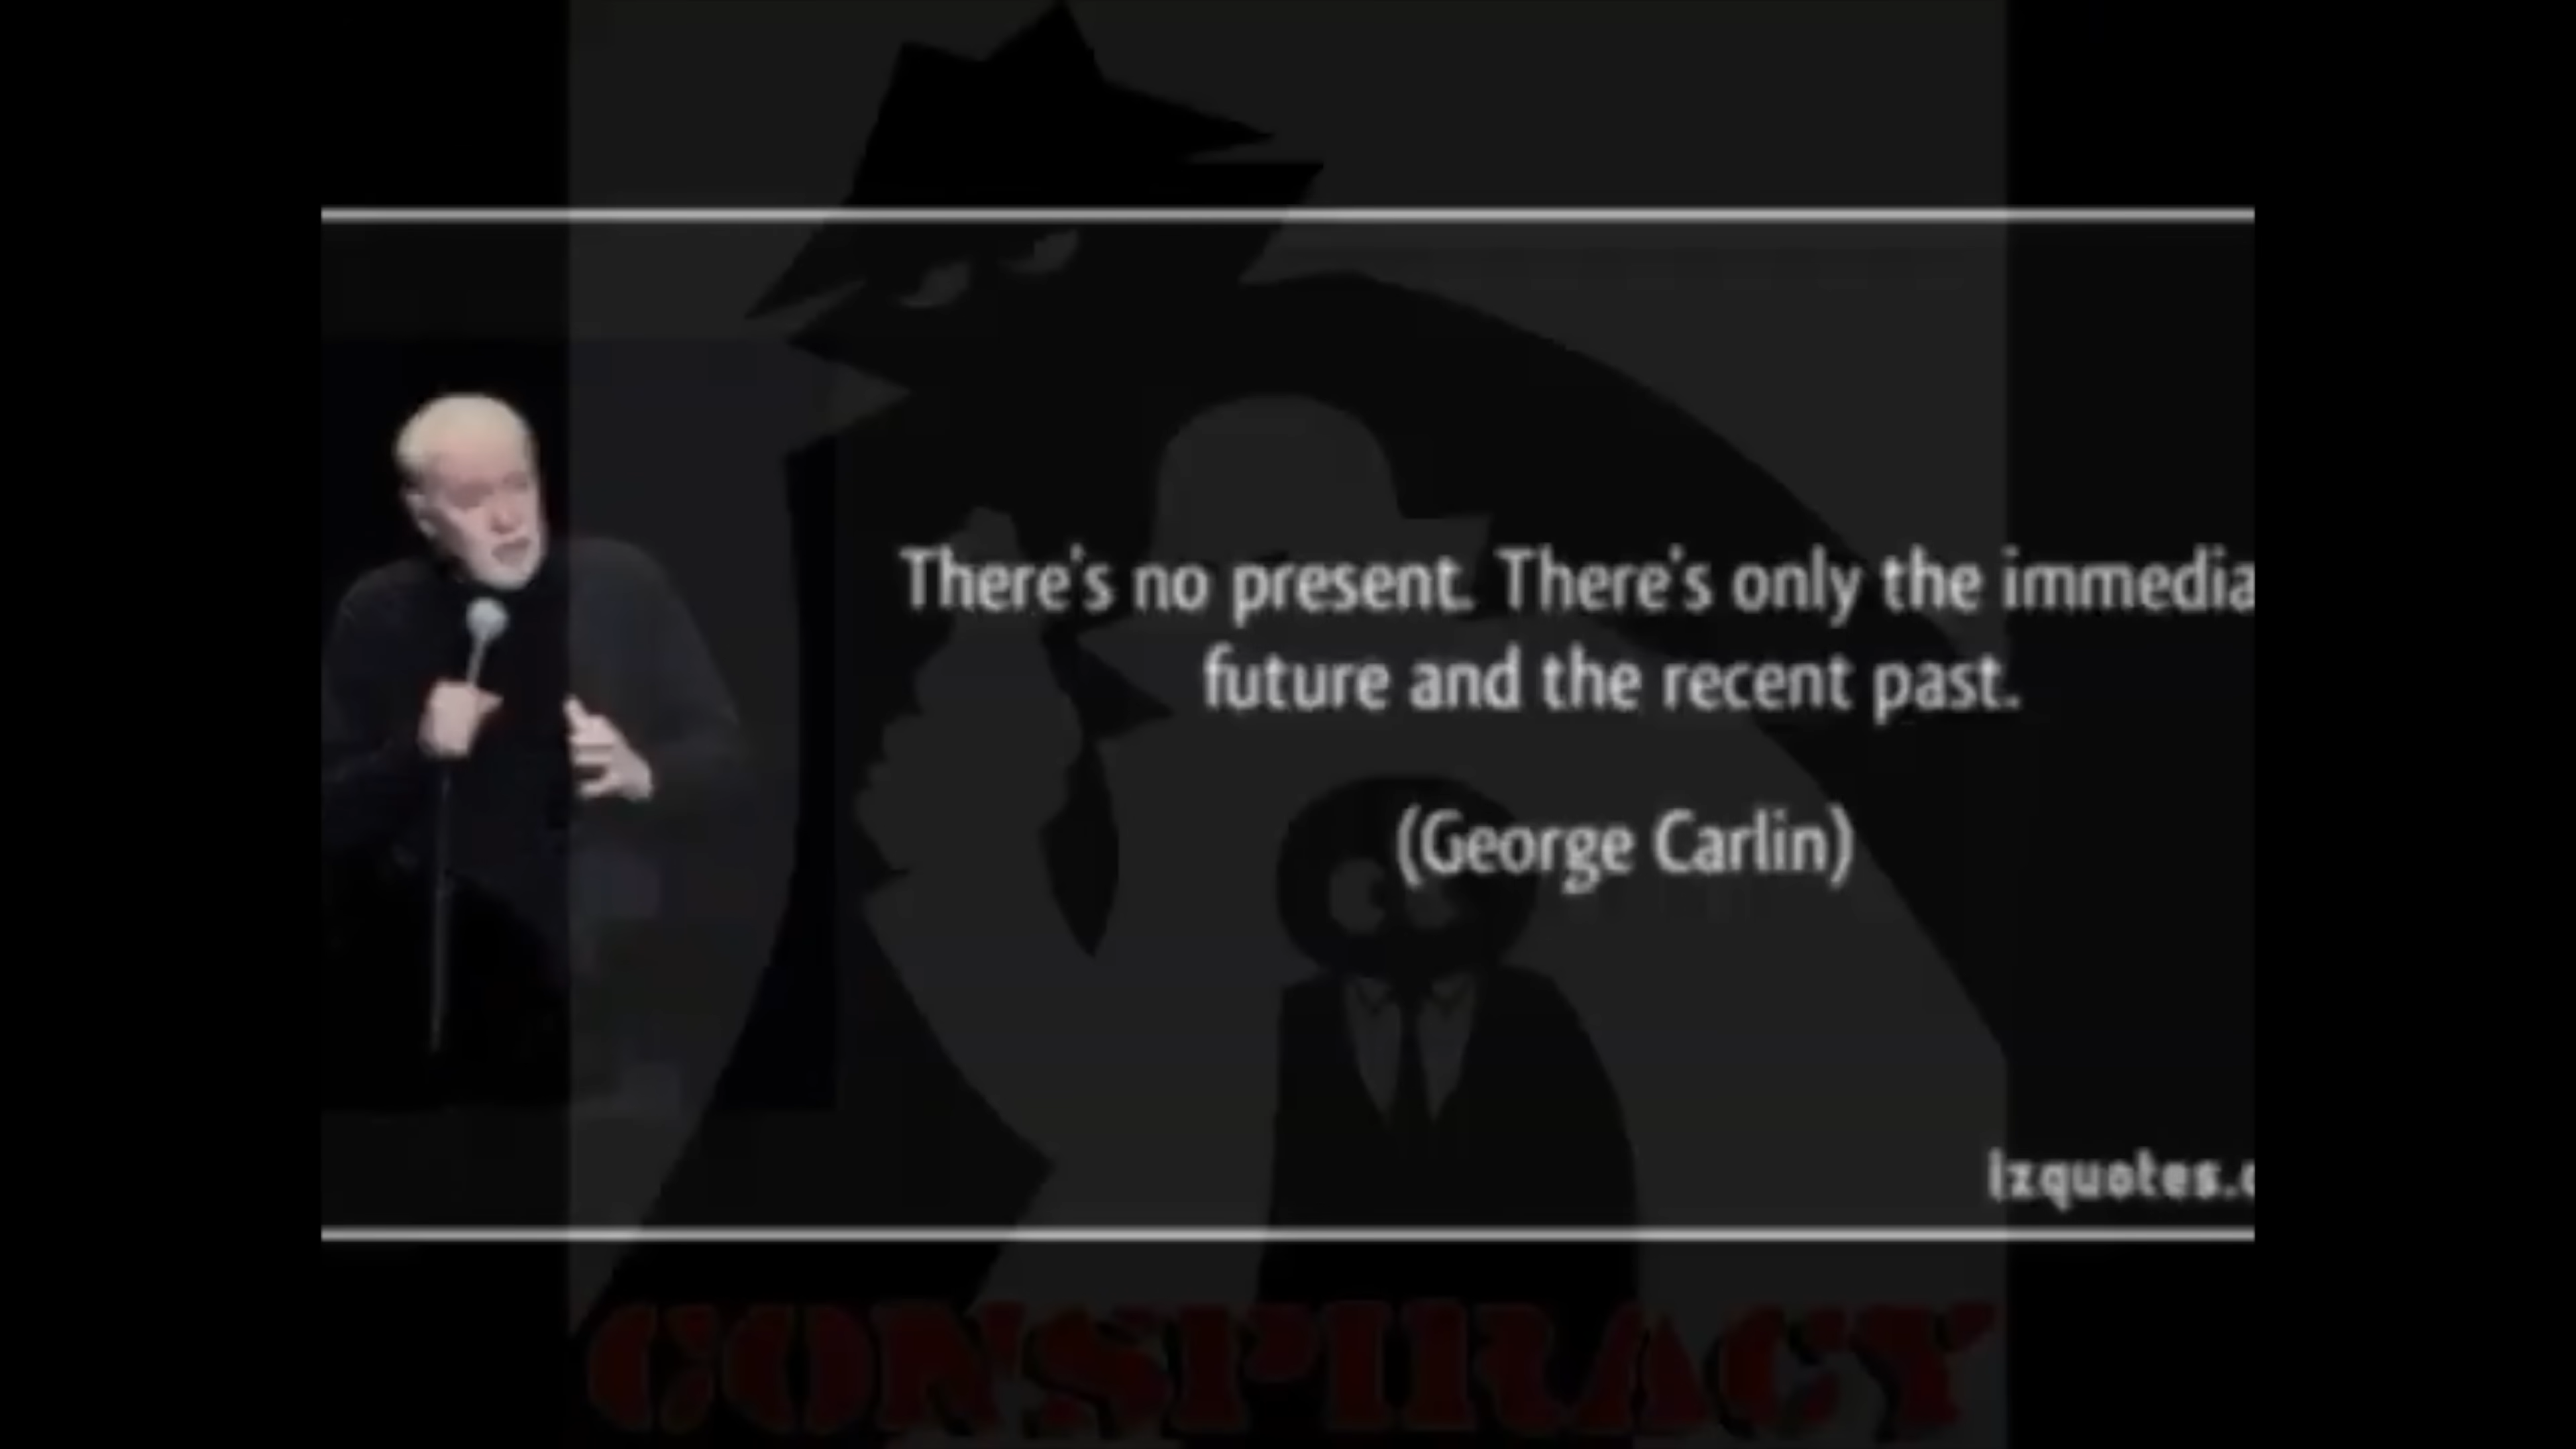 There's no present. There's only the immedia
future and the recent past.
(George Carlin)
Izquotes.c
CONSPIRACY